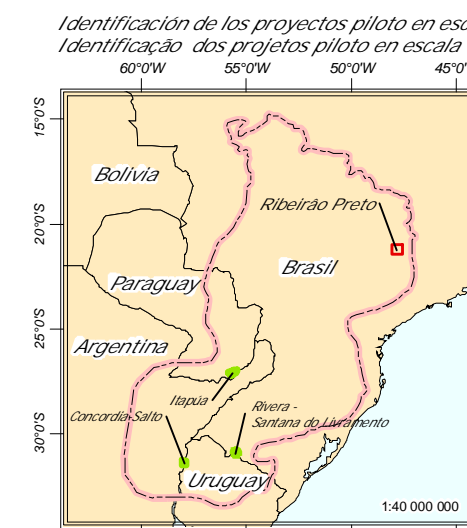 Identificación de los proyectos piloto en esc
Identificação dos projetos piloto en escala
60°0'W 55°0'W 50°0'W 45°0'
15°0'S
20°0'S
25°0'S
30°0'S
Bolivia
Ribeirão Preto
Brasil
Paraguay
Argentina
Itapúa
Concordia-Salto
Rivera -
Santana do Livramento
Uruguay
1:40 000 000